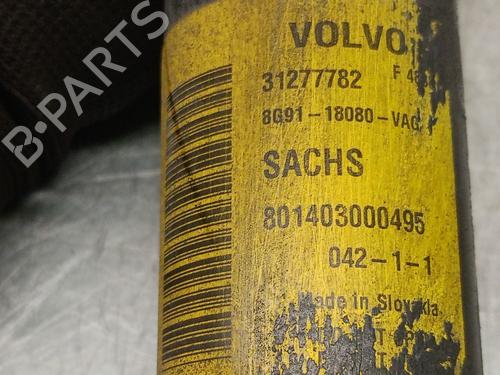 B-PARTS
VOLVO
31277782
8G91-18080-VAG
SACHS
801403000495
042-1-1
Made in Slovakia